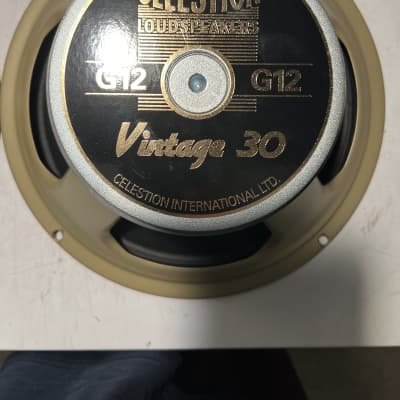 CELESTION
LOUDSPEAKERS
G12 G12
Vintage 30
CELESTION INTERNATIONAL LTD.